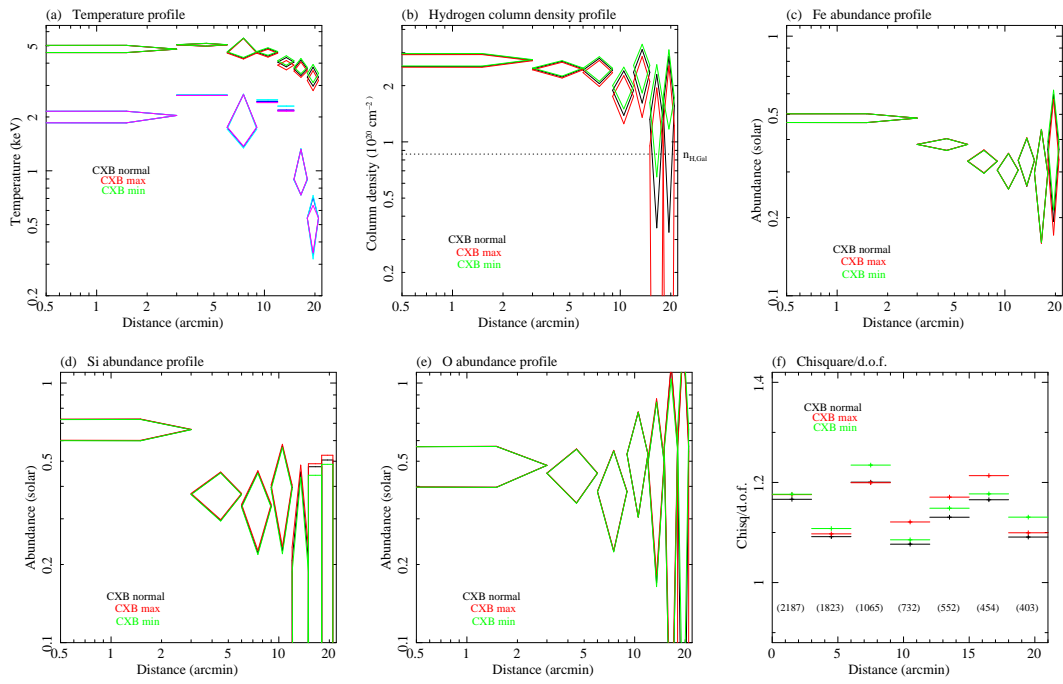 (a) Temperature profile
Temperature (keV)
5
2
1
0.5
0.2
CXB normal
CXB max
CXB min
0.5 1 2 5 10 20
Distance (arcmin)
(b) Hydrogen column density profile
Column density (10²⁰ cm⁻²)
2
1
0.5
0.2
n_H,Gal
CXB normal
CXB max
CXB min
0.5 1 2 5 10 20
Distance (arcmin)
(c) Fe abundance profile
Abundance (solar)
1
0.5
0.2
0.1
CXB normal
CXB max
CXB min
0.5 1 2 5 10 20
Distance (arcmin)
(d) Si abundance profile
Abundance (solar)
1
0.5
0.2
0.1
CXB normal
CXB max
CXB min
0.5 1 2 5 10 20
Distance (arcmin)
(e) O abundance profile
Abundance (solar)
1
0.5
0.2
0.1
CXB normal
CXB max
CXB min
0.5 1 2 5 10 20
Distance (arcmin)
(f) Chisquare/d.o.f.
Chisq/d.o.f.
1.4
1.2
1
CXB normal
CXB max
CXB min
(2187) (1823) (1065) (732) (552) (454) (403)
0 5 10 15 20
Distance (arcmin)